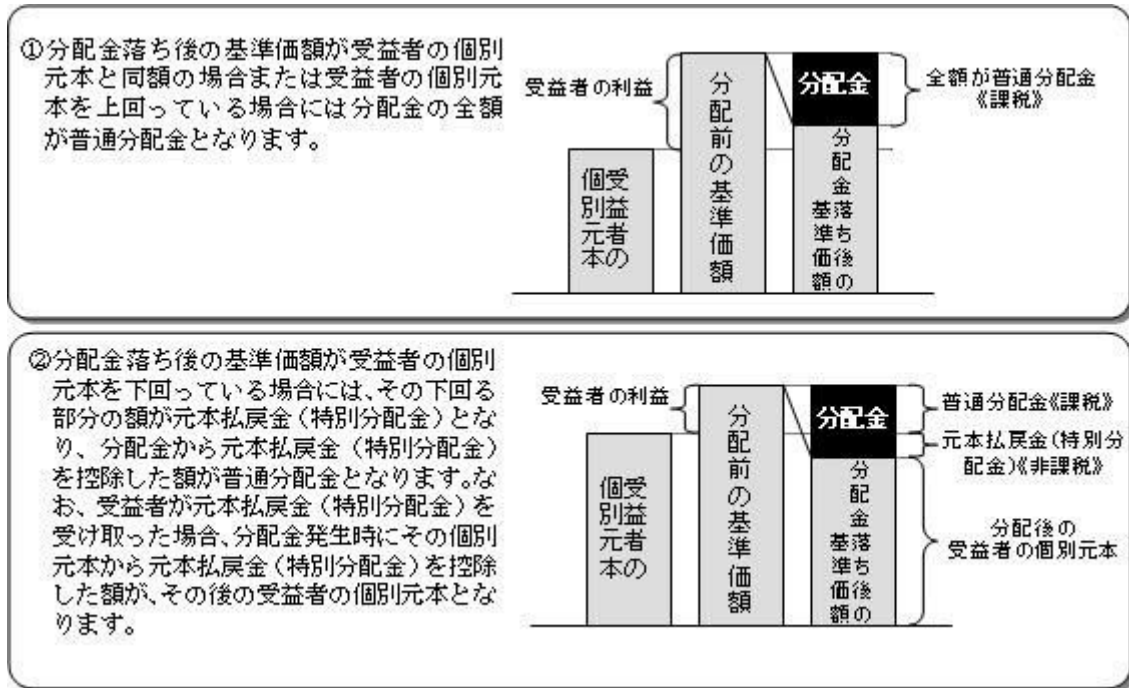 ①分配金落ち後の基準価額が受益者の個別
元本と同額の場合または受益者の個別元
本を上回っている場合には分配金の全額
が普通分配金となります。
受益者の利益
受益者の
個別元本
分配前の基準価額
分配金
分配金落ち後の
基準価額
全額が普通分配金
《課税》
②分配金落ち後の基準価額が受益者の個別
元本を下回っている場合には、その下回る
部分の額が元本払戻金(特別分配金)とな
り、分配金から元本払戻金(特別分配金)
を控除した額が普通分配金となります。な
お、受益者が元本払戻金(特別分配金)を
受け取った場合、分配金発生時にその個別
元本から元本払戻金(特別分配金)を控除
した額が、その後の受益者の個別元本とな
ります。
受益者の利益
受益者の
個別元本
分配前の基準価額
分配金
分配金落ち後の
基準価額
普通分配金《課税》
元本払戻金(特別分
配金)《非課税》
分配後の
受益者の個別元本